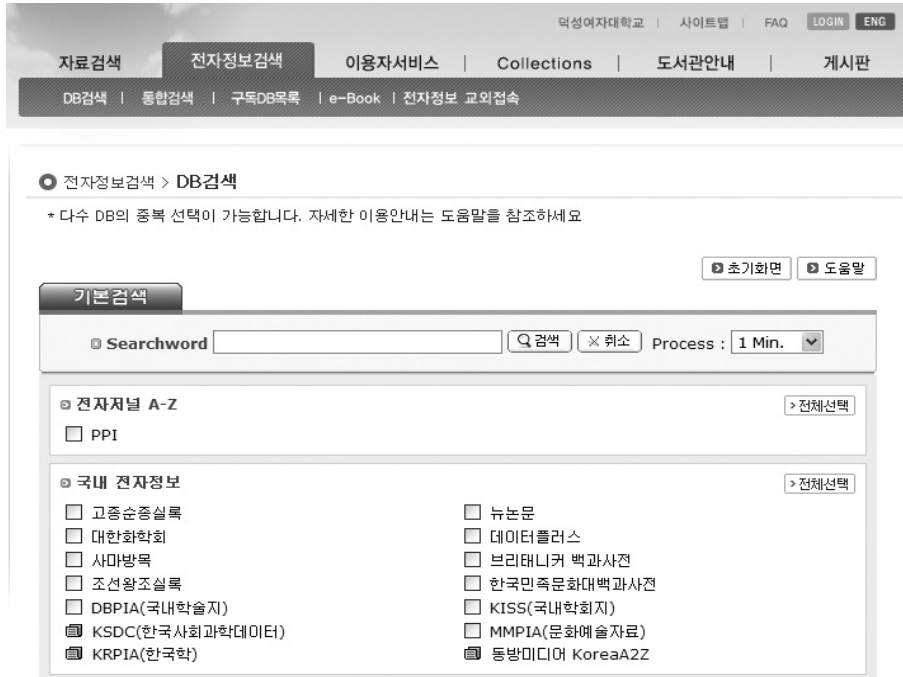 덕성여자대학교 | 사이트맵 | FAQ LOGIN ENG
자료검색 전자정보검색 이용자서비스 | Collections | 도서관안내 | 게시판
DB검색 | 통합검색 | 구독DB목록 | e-Book | 전자정보 교외접속
전자정보검색 > DB검색
* 다수 DB의 중복 선택이 가능합니다. 자세한 이용안내는 도움말을 참조하세요
초기화면 도움말
기본검색
Searchword 검색 취소 Process : 1 Min.
전자저널 A-Z >전체선택
PPI
국내 전자정보 >전체선택
고종순종실록 뉴논문
대한화학회 데이터플러스
사마방목 브리태니커 백과사전
조선왕조실록 한국민족문화대백과사전
DBPIA(국내학술지) KISS(국내학회지)
KSDC(한국사회과학데이터) MMPIA(문화예술자료)
KRPIA(한국학) 동방미디어 KoreaA2Z